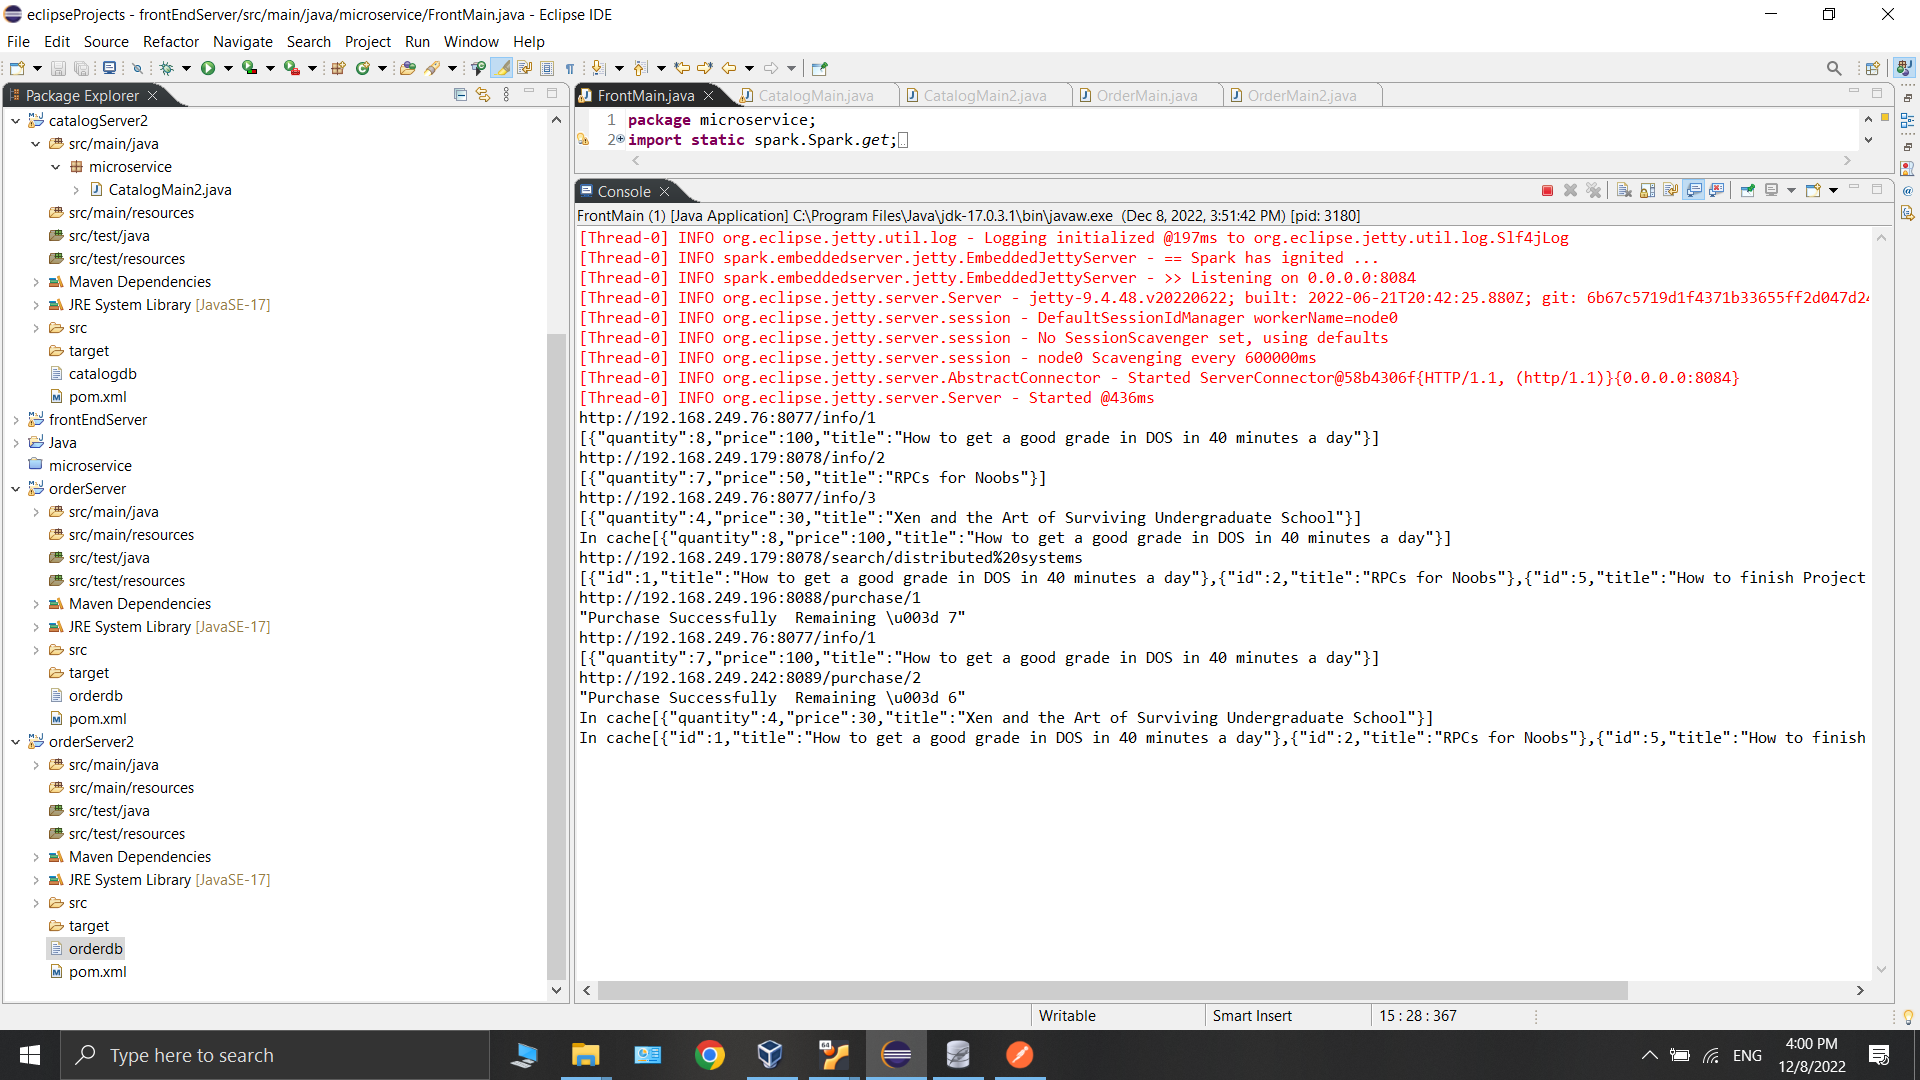 eclipseProjects - frontEndServer/src/main/java/microservice/FrontMain.java - Eclipse IDE
File Edit Source Refactor Navigate Search Project Run Window Help
Package Explorer
catalogServer2
src/main/java
microservice
CatalogMain2.java
src/main/resources
src/test/java
src/test/resources
Maven Dependencies
JRE System Library [JavaSE-17]
src
target
catalogdb
pom.xml
frontEndServer
Java
microservice
orderServer
src/main/java
src/main/resources
src/test/java
src/test/resources
Maven Dependencies
JRE System Library [JavaSE-17]
src
target
orderdb
pom.xml
orderServer2
src/main/java
src/main/resources
src/test/java
src/test/resources
Maven Dependencies
JRE System Library [JavaSE-17]
src
target
orderdb
pom.xml
FrontMain.java CatalogMain.java CatalogMain2.java OrderMain.java OrderMain2.java
1 package microservice;
2 import static spark.Spark.get;
Console
FrontMain (1) [Java Application] C:\Program Files\Java\jdk-17.0.3.1\bin\javaw.exe (Dec 8, 2022, 3:51:42 PM) [pid: 3180]
[Thread-0] INFO org.eclipse.jetty.util.log - Logging initialized @197ms to org.eclipse.jetty.util.log.Slf4jLog
[Thread-0] INFO spark.embeddedserver.jetty.EmbeddedJettyServer - == Spark has ignited ...
[Thread-0] INFO spark.embeddedserver.jetty.EmbeddedJettyServer - >> Listening on 0.0.0.0:8084
[Thread-0] INFO org.eclipse.jetty.server.Server - jetty-9.4.48.v20220622; built: 2022-06-21T20:42:25.880Z; git: 6b67c5719d1f4371b33655ff2d047d24
[Thread-0] INFO org.eclipse.jetty.server.session - DefaultSessionIdManager workerName=node0
[Thread-0] INFO org.eclipse.jetty.server.session - No SessionScavenger set, using defaults
[Thread-0] INFO org.eclipse.jetty.server.session - node0 Scavenging every 600000ms
[Thread-0] INFO org.eclipse.jetty.server.AbstractConnector - Started ServerConnector@58b4306f{HTTP/1.1, (http/1.1)}{0.0.0.0:8084}
[Thread-0] INFO org.eclipse.jetty.server.Server - Started @436ms
http://192.168.249.76:8077/info/1
[{"quantity":8,"price":100,"title":"How to get a good grade in DOS in 40 minutes a day"}]
http://192.168.249.179:8078/info/2
[{"quantity":7,"price":50,"title":"RPCs for Noobs"}]
http://192.168.249.76:8077/info/3
[{"quantity":4,"price":30,"title":"Xen and the Art of Surviving Undergraduate School"}]
In cache[{"quantity":8,"price":100,"title":"How to get a good grade in DOS in 40 minutes a day"}]
http://192.168.249.179:8078/search/distributed%20systems
[{"id":1,"title":"How to get a good grade in DOS in 40 minutes a day"},{"id":2,"title":"RPCs for Noobs"},{"id":5,"title":"How to finish Project
http://192.168.249.196:8088/purchase/1
"Purchase Successfully  Remaining \u003d 7"
http://192.168.249.76:8077/info/1
[{"quantity":7,"price":100,"title":"How to get a good grade in DOS in 40 minutes a day"}]
http://192.168.249.242:8089/purchase/2
"Purchase Successfully  Remaining \u003d 6"
In cache[{"quantity":4,"price":30,"title":"Xen and the Art of Surviving Undergraduate School"}]
In cache[{"id":1,"title":"How to get a good grade in DOS in 40 minutes a day"},{"id":2,"title":"RPCs for Noobs"},{"id":5,"title":"How to finish
Writable Smart Insert 15 : 28 : 367
Type here to search
64
ENG
4:00 PM
12/8/2022